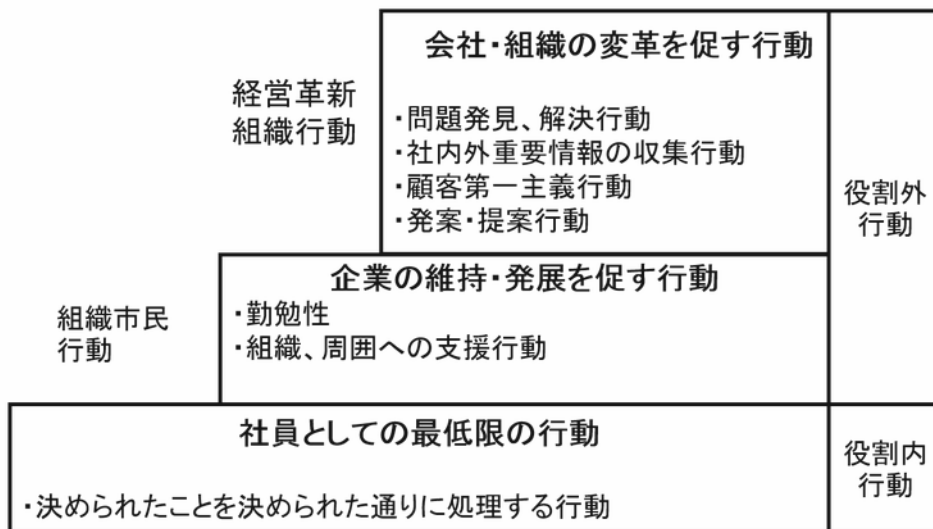 会社・組織の変革を促す行動
経営革新
組織行動
・問題発見、解決行動
・社内外重要情報の収集行動
・顧客第一主義行動
・発案・提案行動
役割外
行動
企業の維持・発展を促す行動
組織市民
行動
・勤勉性
・組織、周囲への支援行動
社員としての最低限の行動
・決められたことを決められた通りに処理する行動
役割内
行動